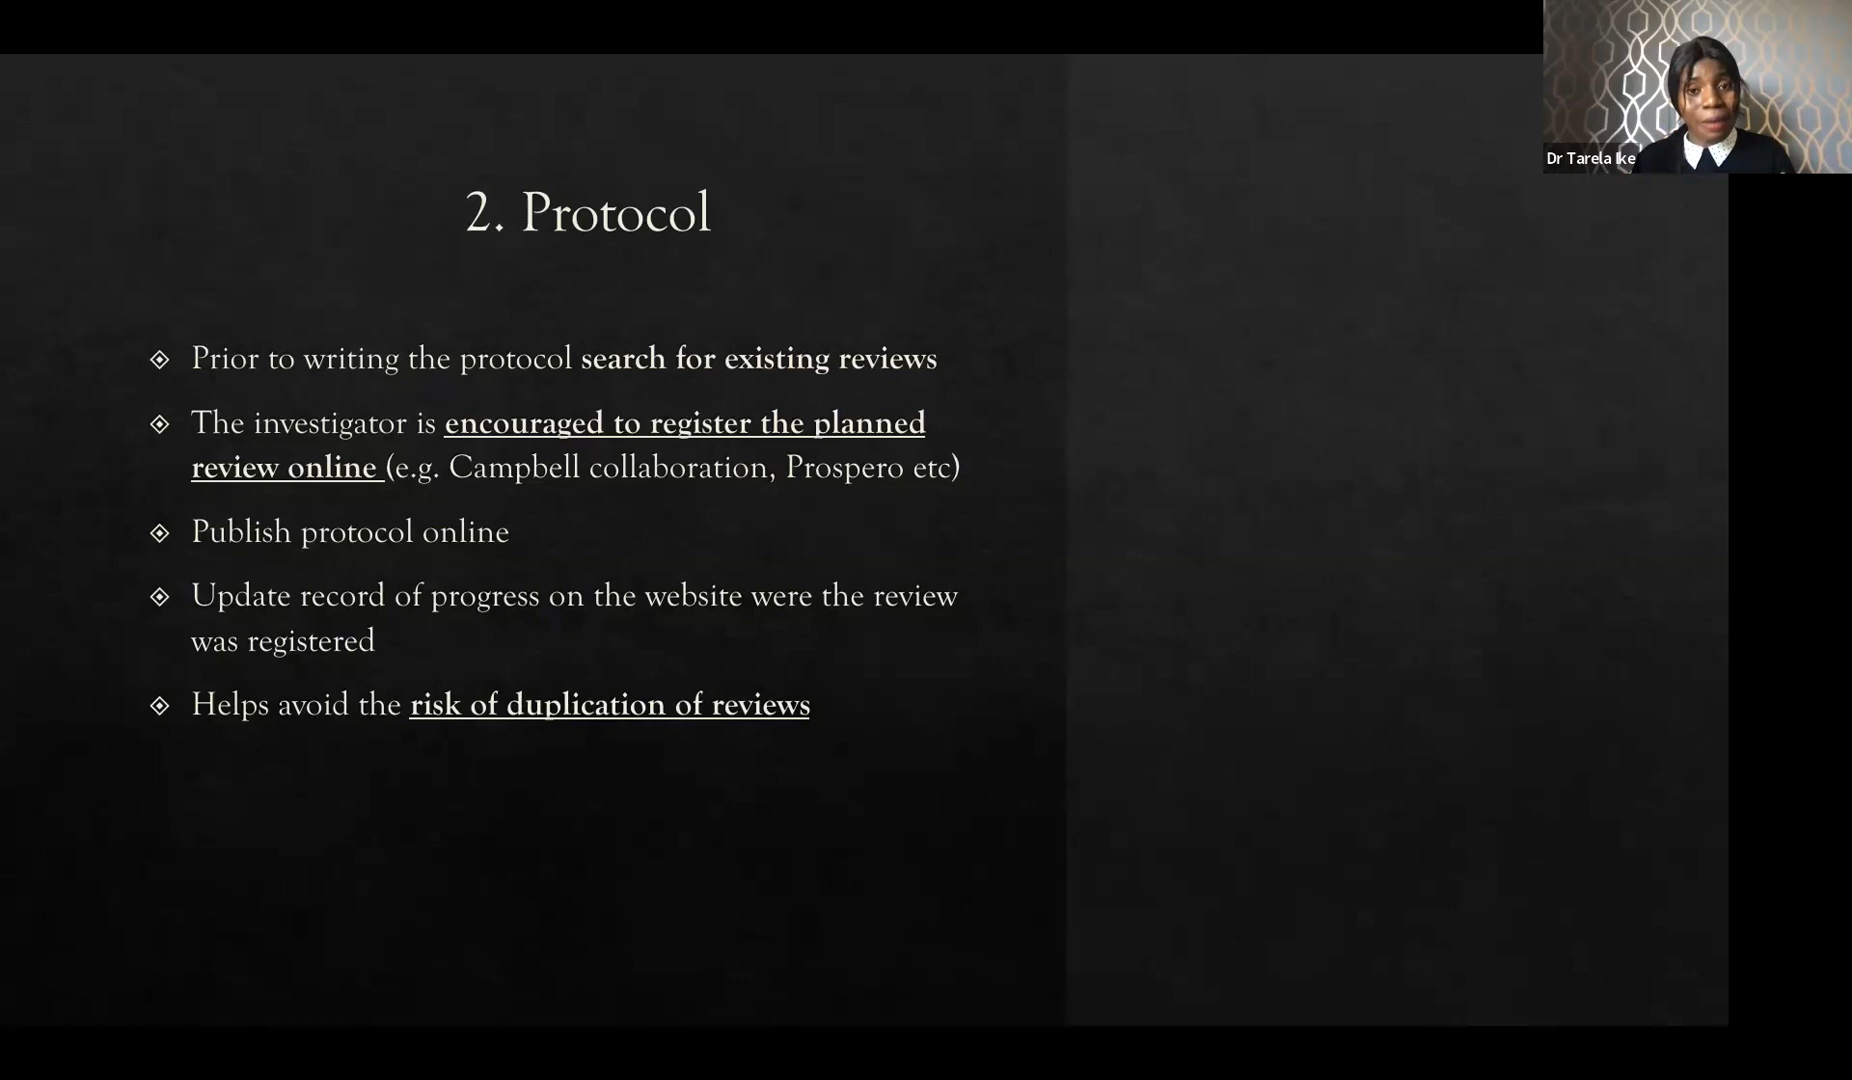 Dr Tarela Ike
2. Protocol
Prior to writing the protocol search for existing reviews
The investigator is encouraged to register the planned
review online (e.g. Campbell collaboration, Prospero etc)
Publish protocol online
Update record of progress on the website were the review
was registered
Helps avoid the risk of duplication of reviews